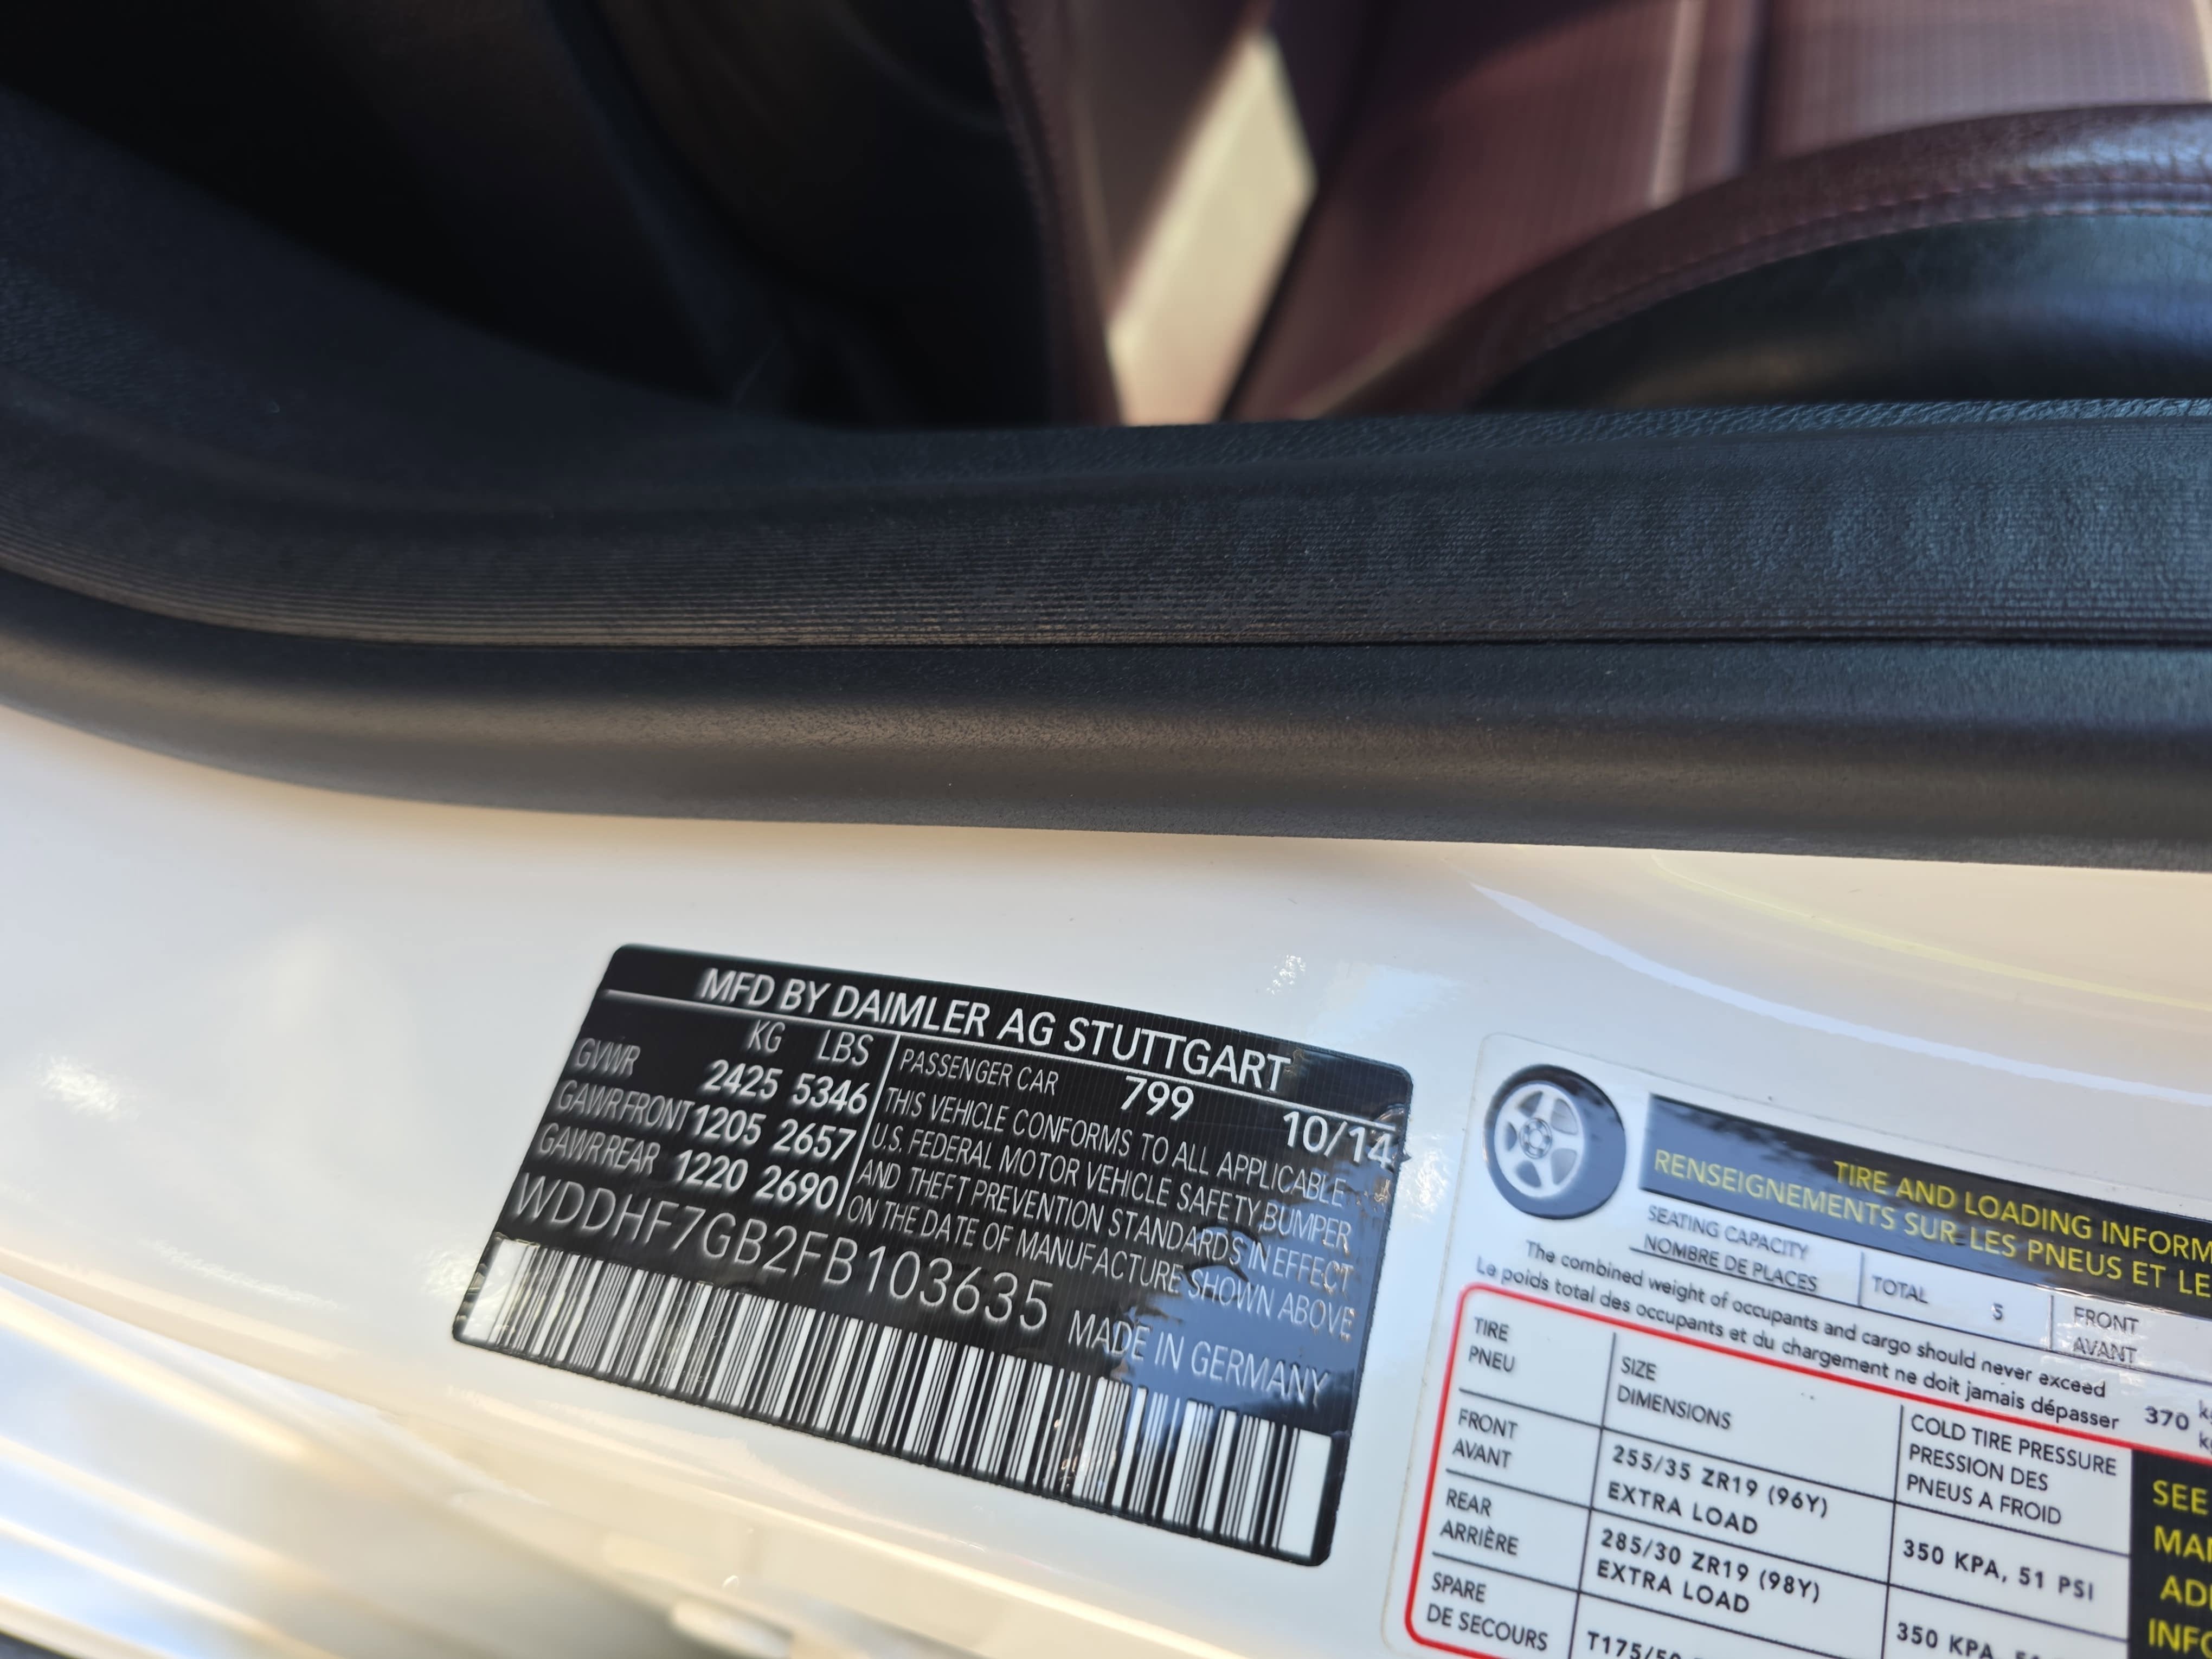 MFD BY DAIMLER AG STUTTGART
KG LBS
GVWR 2425 5346
GAWR FRONT 1205 2657
GAWR REAR 1220 2690
PASSENGER CAR 799 10/14
THIS VEHICLE CONFORMS TO ALL APPLICABLE
U.S. FEDERAL MOTOR VEHICLE SAFETY,BUMPER
AND THEFT PREVENTION STANDARDS IN EFFECT
ON THE DATE OF MANUFACTURE SHOWN ABOVE
WDDHF7GB2FB103635 MADE IN GERMANY
TIRE AND LOADING INFORM
RENSEIGNEMENTS SUR LES PNEUS ET LE
SEATING CAPACITY
NOMBRE DE PLACES
TOTAL 5
FRONT
AVANT
The combined weight of occupants and cargo should never exceed
Le poids total des occupants et du chargement ne doit jamais dépasser
370
TIRE
PNEU
SIZE
DIMENSIONS
COLD TIRE PRESSURE
PRESSION DES
PNEUS A FROID
FRONT
AVANT
255/35 ZR19 (96Y)
EXTRA LOAD
350 KPA, 51 PSI
REAR
ARRIÈRE
285/30 ZR19 (98Y)
EXTRA LOAD
350 KPA,
SPARE
DE SECOURS
SEE